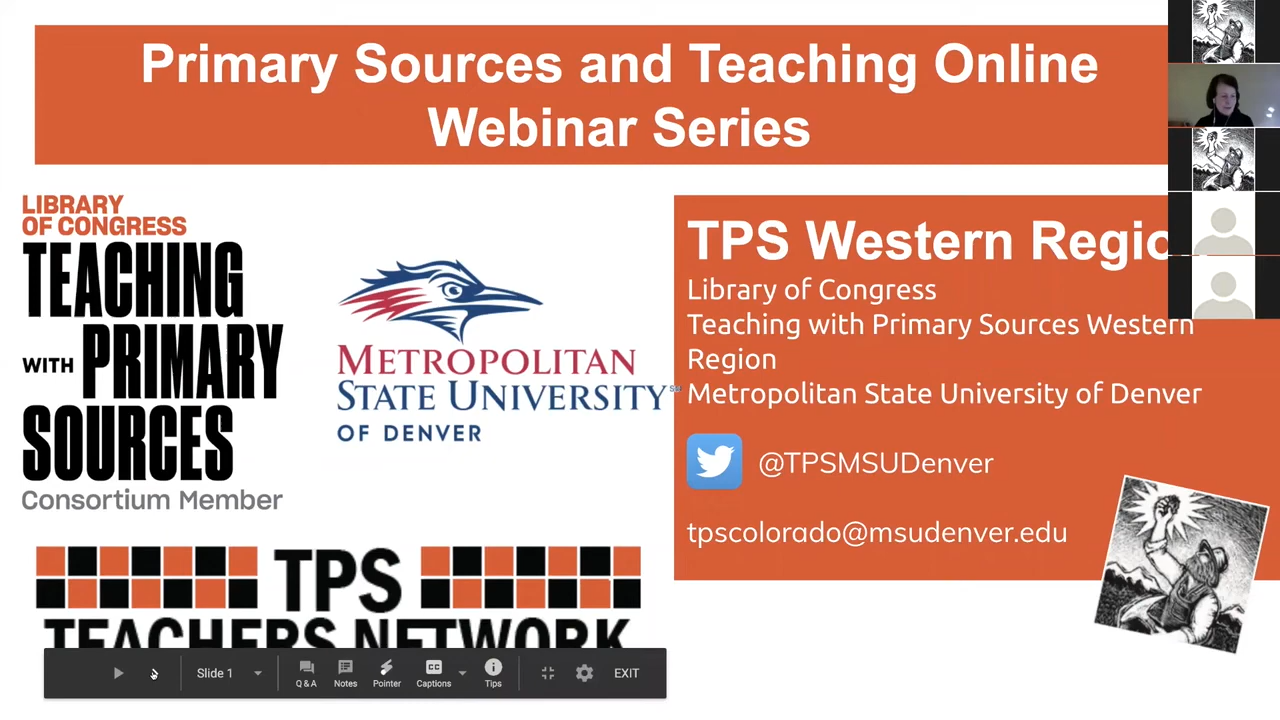 Primary Sources and Teaching Online
Webinar Series
LIBRARY
OF CONGRESS
TEACHING
WITH PRIMARY
SOURCES
Consortium Member
METROPOLITAN
STATE UNIVERSITY
OF DENVER
TPS
TEACHERS NETWORK
TPS Western Regio
Library of Congress
Teaching with Primary Sources Western
Region
Metropolitan State University of Denver
@TPSMSUDenver
tpscolorado@msudenver.edu
Slide 1
Q & A
Notes
Pointer
Captions
Tips
EXIT